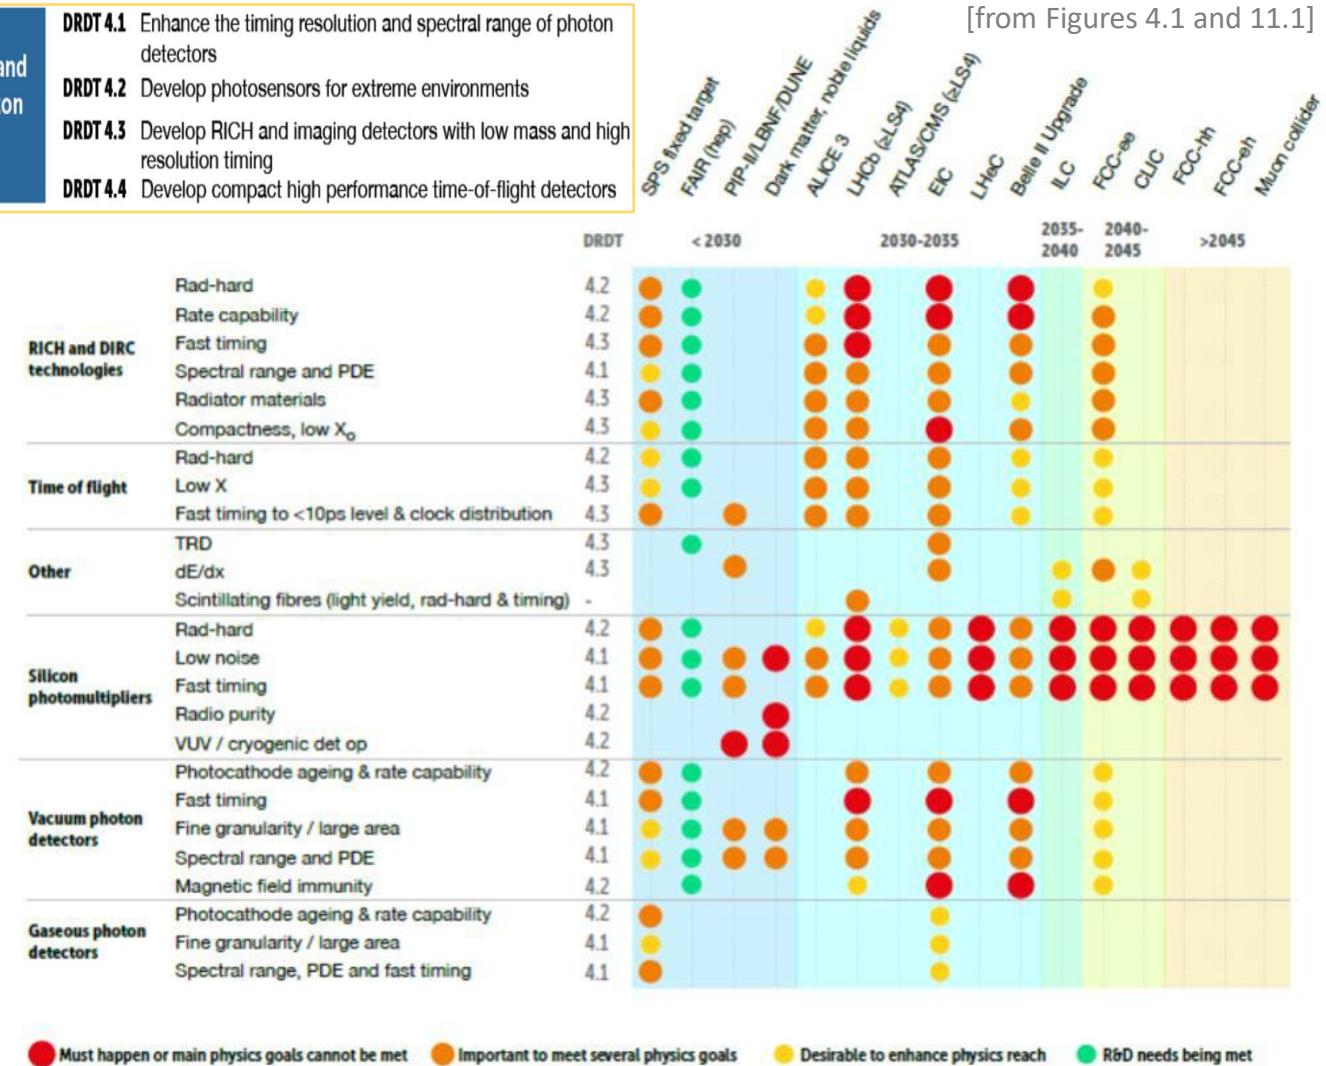 [from Figures 4.1 and 11.1]
and
DRDT 4.1 Enhance the timing resolution and spectral range of photon
detectors
DRDT 4.2 Develop photosensors for extreme environments
DRDT 4.3 Develop RICH and imaging detectors with low mass and high
resolution timing
DRDT 4.4 Develop compact high performance time-of-flight detectors
SPS fixed target
FAIR (hep)
PIP-II/LBNF/DUNE
Dark matter, noble liquids
ALICE 3
LHCb (≥LS4)
ATLAS/CMS (≥LS4)
EIC
LHeC
Belle II Upgrade
ILC
FCC-ee
CLIC
FCC-hh
FCC-eh
Muon collider
DRDT < 2030 2030-2035 2035-2040 2040-2045 >2045
RICH and DIRC technologies
Rad-hard 4.2
Rate capability 4.2
Fast timing 4.3
Spectral range and PDE 4.1
Radiator materials 4.3
Compactness, low X₀ 4.3
Time of flight
Rad-hard 4.2
Low X 4.3
Fast timing to <10ps level & clock distribution 4.3
Other
TRD 4.3
dE/dx 4.3
Scintillating fibres (light yield, rad-hard & timing) -
Silicon photomultipliers
Rad-hard 4.2
Low noise 4.1
Fast timing 4.1
Radio purity 4.2
VUV / cryogenic det op 4.2
Vacuum photon detectors
Photocathode ageing & rate capability 4.2
Fast timing 4.1
Fine granularity / large area 4.1
Spectral range and PDE 4.1
Magnetic field immunity 4.2
Gaseous photon detectors
Photocathode ageing & rate capability 4.2
Fine granularity / large area 4.1
Spectral range, PDE and fast timing 4.1
Must happen or main physics goals cannot be met Important to meet several physics goals Desirable to enhance physics reach R&D needs being met